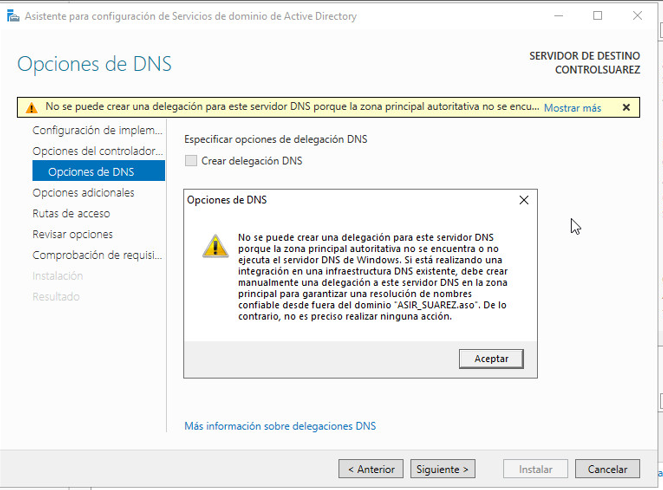 Asistente para configuración de Servicios de dominio de Active Directory
Opciones de DNS
SERVIDOR DE DESTINO
CONTROLSUAREZ
No se puede crear una delegación para este servidor DNS porque la zona principal autoritativa no se encu... Mostrar más
Configuración de implem...
Opciones del controlador...
Opciones de DNS
Opciones adicionales
Rutas de acceso
Revisar opciones
Comprobación de requisi...
Instalación
Resultado
Especificar opciones de delegación DNS
Crear delegación DNS
Opciones de DNS
No se puede crear una delegación para este servidor DNS
porque la zona principal autoritativa no se encuentra o no
ejecuta el servidor DNS de Windows. Si está realizando una
integración en una infraestructura DNS existente, debe crear
manualmente una delegación a este servidor DNS en la zona
principal para garantizar una resolución de nombres
confiable desde fuera del dominio "ASIR_SUAREZ.aso". De lo
contrario, no es preciso realizar ninguna acción.
Aceptar
Más información sobre delegaciones DNS
< Anterior
Siguiente >
Instalar
Cancelar